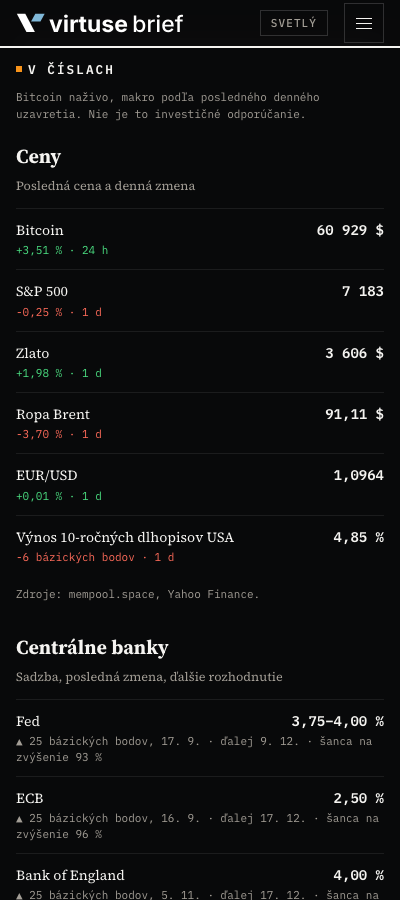 virtuse brief
SVETLÝ
V ČÍSLACH
Bitcoin naživo, makro podľa posledného denného
uzavretia. Nie je to investičné odporúčanie.
Ceny
Posledná cena a denná zmena
Bitcoin 60 929 $
+3,51 % · 24 h
S&P 500 7 183
-0,25 % · 1 d
Zlato 3 606 $
+1,98 % · 1 d
Ropa Brent 91,11 $
-3,70 % · 1 d
EUR/USD 1,0964
+0,01 % · 1 d
Výnos 10-ročných dlhopisov USA 4,85 %
-6 bázických bodov · 1 d
Zdroje: mempool.space, Yahoo Finance.
Centrálne banky
Sadzba, posledná zmena, ďalšie rozhodnutie
Fed 3,75–4,00 %
▲ 25 bázických bodov, 17. 9. · ďalej 9. 12. · šanca na
zvýšenie 93 %
ECB 2,50 %
▲ 25 bázických bodov, 16. 9. · ďalej 17. 12. · šanca na
zvýšenie 96 %
Bank of England 4,00 %
▲ 25 bázických bodov, 5. 11. · ďalej 17. 12. · šanca na